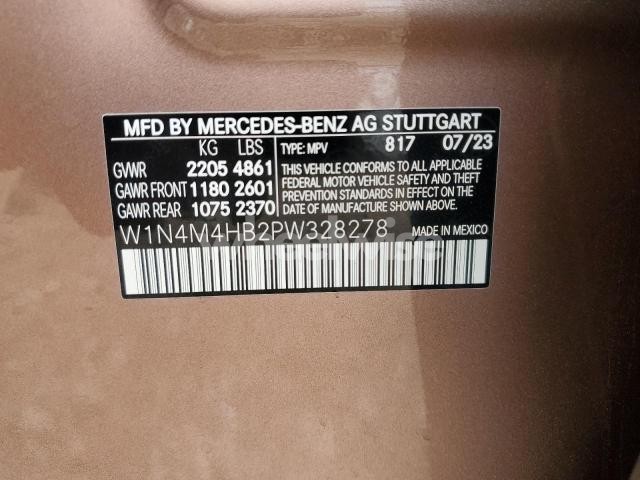 MFD BY MERCEDES-BENZ AG STUTTGART
KG LBS TYPE: MPV 817 07/23
GVWR 2205 4861
GAWR FRONT 1180 2601
GAWR REAR 1075 2370
THIS VEHICLE CONFORMS TO ALL APPLICABLE
FEDERAL MOTOR VEHICLE SAFETY AND THEFT
PREVENTION STANDARDS IN EFFECT ON THE
DATE OF MANUFACTURE SHOWN ABOVE.
W1N4M4HB2PW328278 MADE IN MEXICO